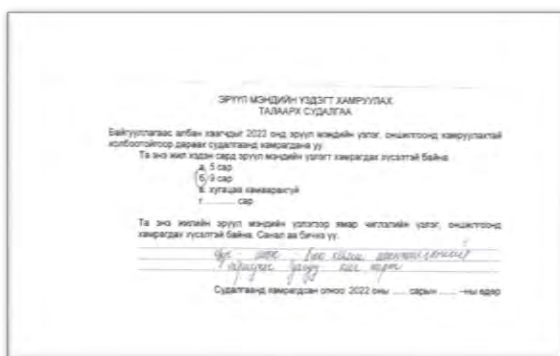 ЭРҮҮЛ МЭНДИЙН ҮЗЛЭГТ ХАМРУУЛАХ
ТАЛААРХ СУДАЛГАА
Байгууллагаас албан хаагчдыг 2022 онд эрүүл мэндийн үзлэг, оношилгоонд хамруулахтай
холбоотойгоор дараах судалгаанд хамрагдана уу.
Та энэ жил хэдэн сард эрүүл мэндийн үзлэгт хамрагдах хүсэлтэй байна.
а. 5 сар
б. 9 сар
в. хугацаа хамаарахгүй
г. ............ сар
Та энэ жилийн эрүүл мэндийн үзлэгээр ямар чиглэлийн үзлэг, оношилгоонд
хамрагдах хүсэлтэй байна. Санал аа бичнэ үү.
Судалгаанд хамрагдсан огноо: 2022 оны ..... сарын ...... -ны өдөр